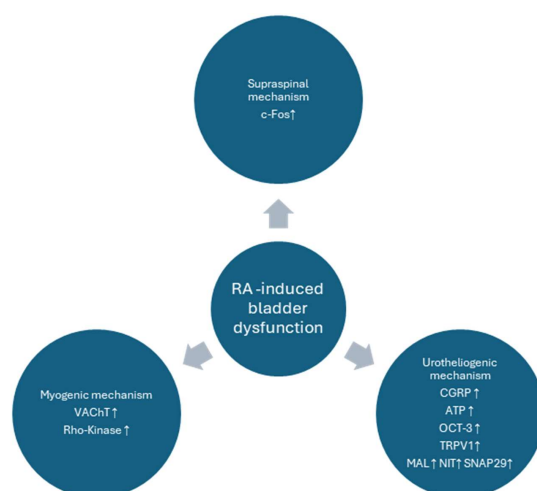 Supraspinal
mechanism
c-Fos↑
RA-induced
bladder
dysfunction
Myogenic mechanism
VAChT↑
Rho-Kinase↑
Urotheliogenic
mechanism
CGRP↑
ATP↑
OCT-3↑
TRPV1↑
MAL↑NIT↑SNAP29↑